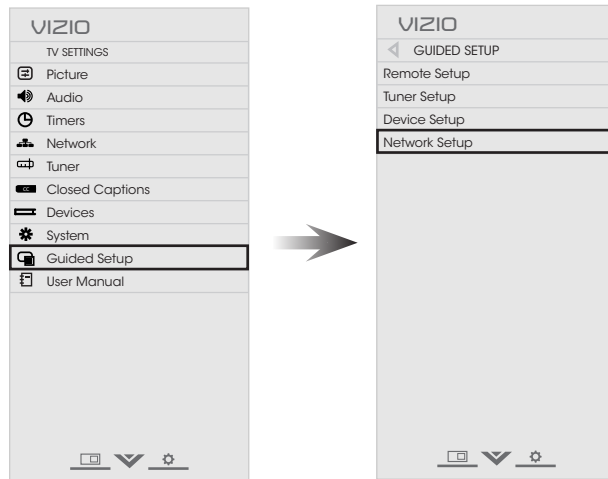 VIZIO
TV SETTINGS
Picture
Audio
Timers
Network
Tuner
CC
Closed Captions
Devices
System
Guided Setup
User Manual
VIZIO
GUIDED SETUP
Remote Setup
Tuner Setup
Device Setup
Network Setup